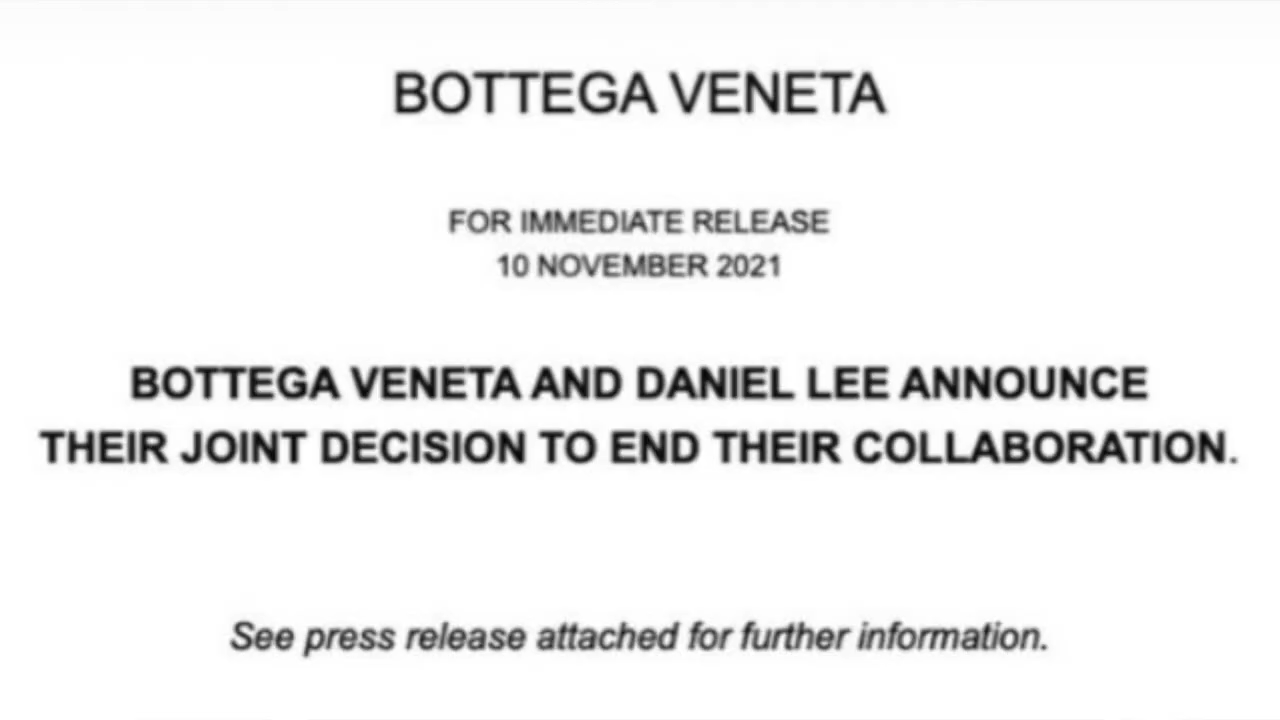 BOTTEGA VENETA
FOR IMMEDIATE RELEASE
10 NOVEMBER 2021
BOTTEGA VENETA AND DANIEL LEE ANNOUNCE
THEIR JOINT DECISION TO END THEIR COLLABORATION.
See press release attached for further information.